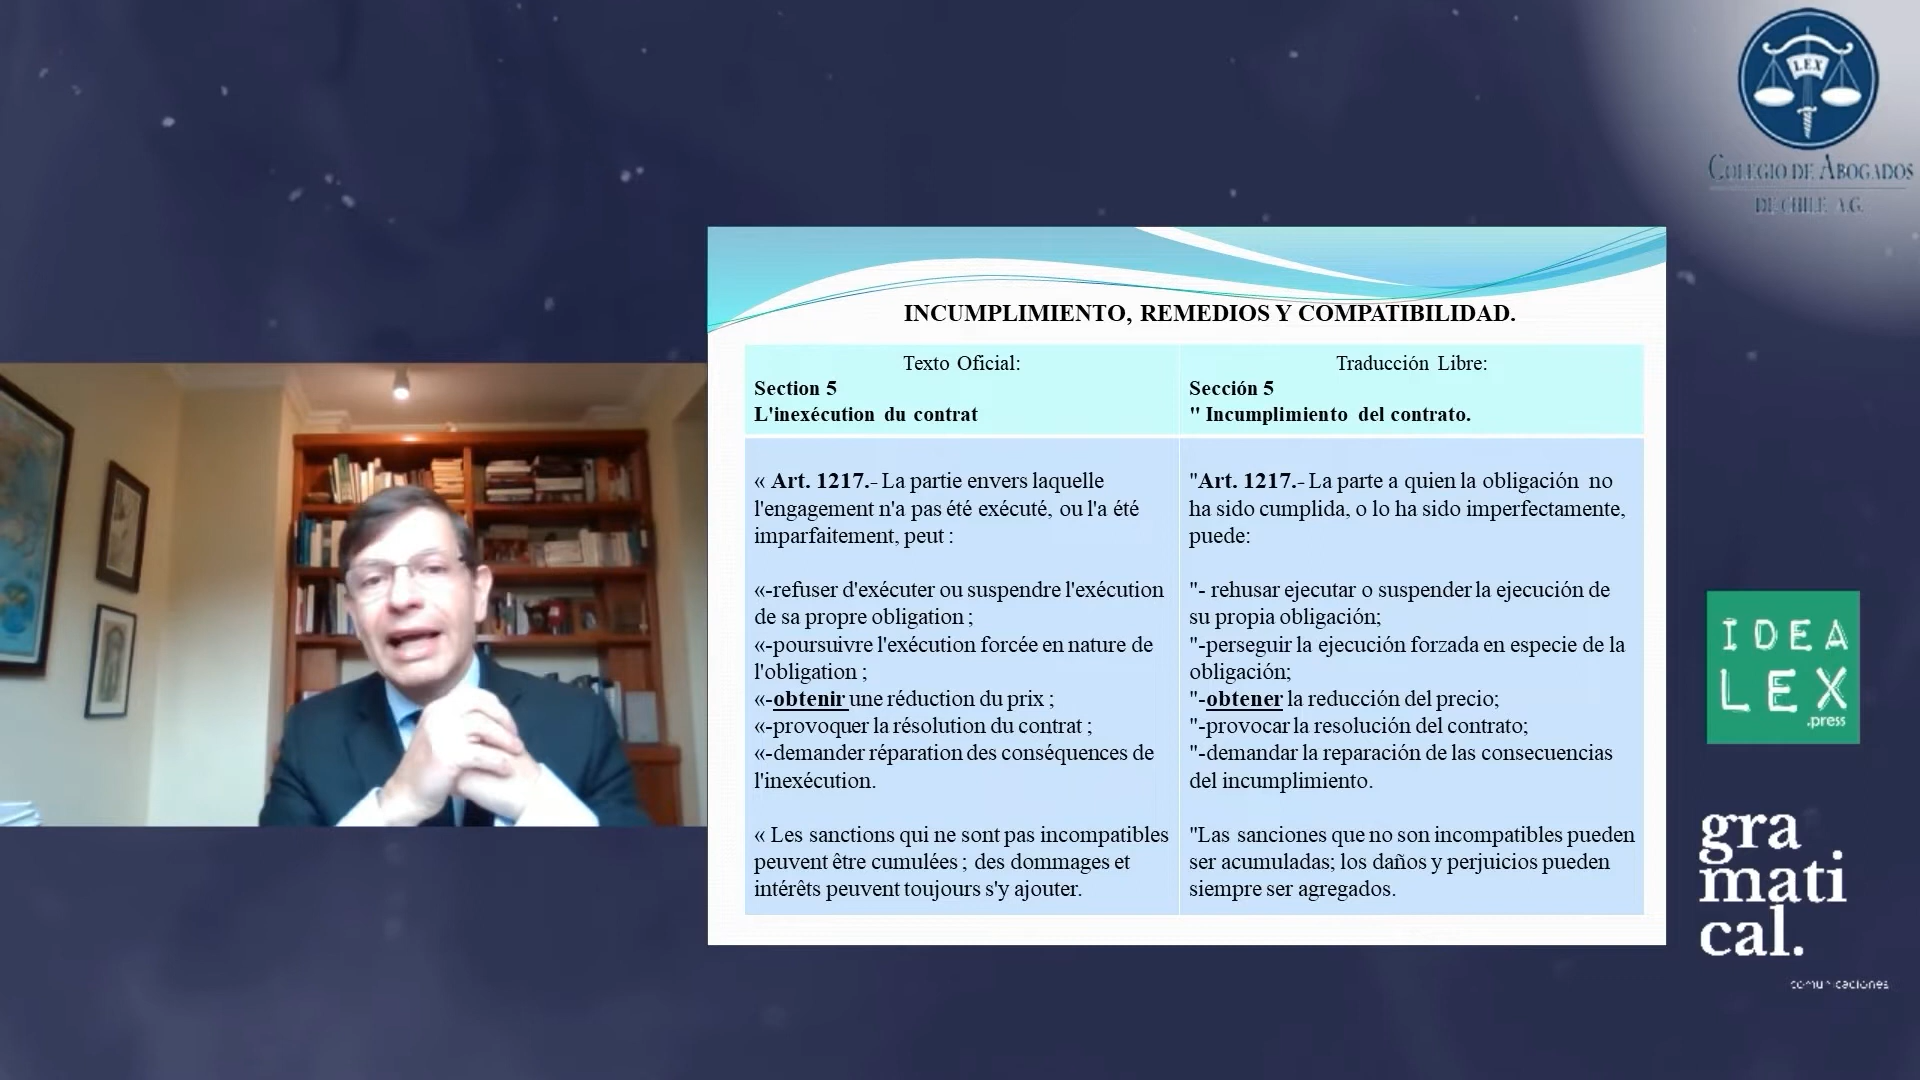 LEX
COLEGIO DE ABOGADOS
DE CHILE A.G.
INCUMPLIMIENTO, REMEDIOS Y COMPATIBILIDAD.
Texto Oficial:
Section 5
L'inexécution du contrat
« Art. 1217.- La partie envers laquelle
l'engagement n'a pas été exécuté, ou l'a été
imparfaitement, peut :
«-refuser d'exécuter ou suspendre l'exécution
de sa propre obligation ;
«-poursuivre l'exécution forcée en nature de
l'obligation ;
«-obtenir une réduction du prix ;
«-provoquer la résolution du contrat ;
«-demander réparation des conséquences de
l'inexécution.
« Les sanctions qui ne sont pas incompatibles
peuvent être cumulées ; des dommages et
intérêts peuvent toujours s'y ajouter.
Traducción Libre:
Sección 5
" Incumplimiento del contrato.
"Art. 1217.- La parte a quien la obligación no
ha sido cumplida, o lo ha sido imperfectamente,
puede:
"- rehusar ejecutar o suspender la ejecución de
su propia obligación;
"-perseguir la ejecución forzada en especie de la
obligación;
"-obtener la reducción del precio;
"-provocar la resolución del contrato;
"-demandar la reparación de las consecuencias
del incumplimiento.
"Las sanciones que no son incompatibles pueden
ser acumuladas; los daños y perjuicios pueden
siempre ser agregados.
IDEA
LEX
.press
gra
mati
cal.
comunicaciones